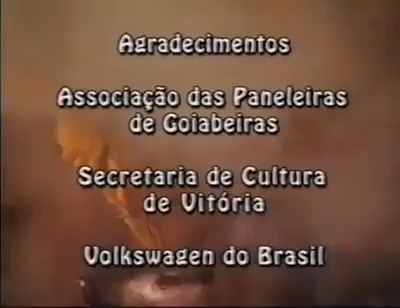 Agradecimentos
Associação das Paneleiras
de Goiabeiras
Secretaria de Cultura
de Vitória
Volkswagen do Brasil